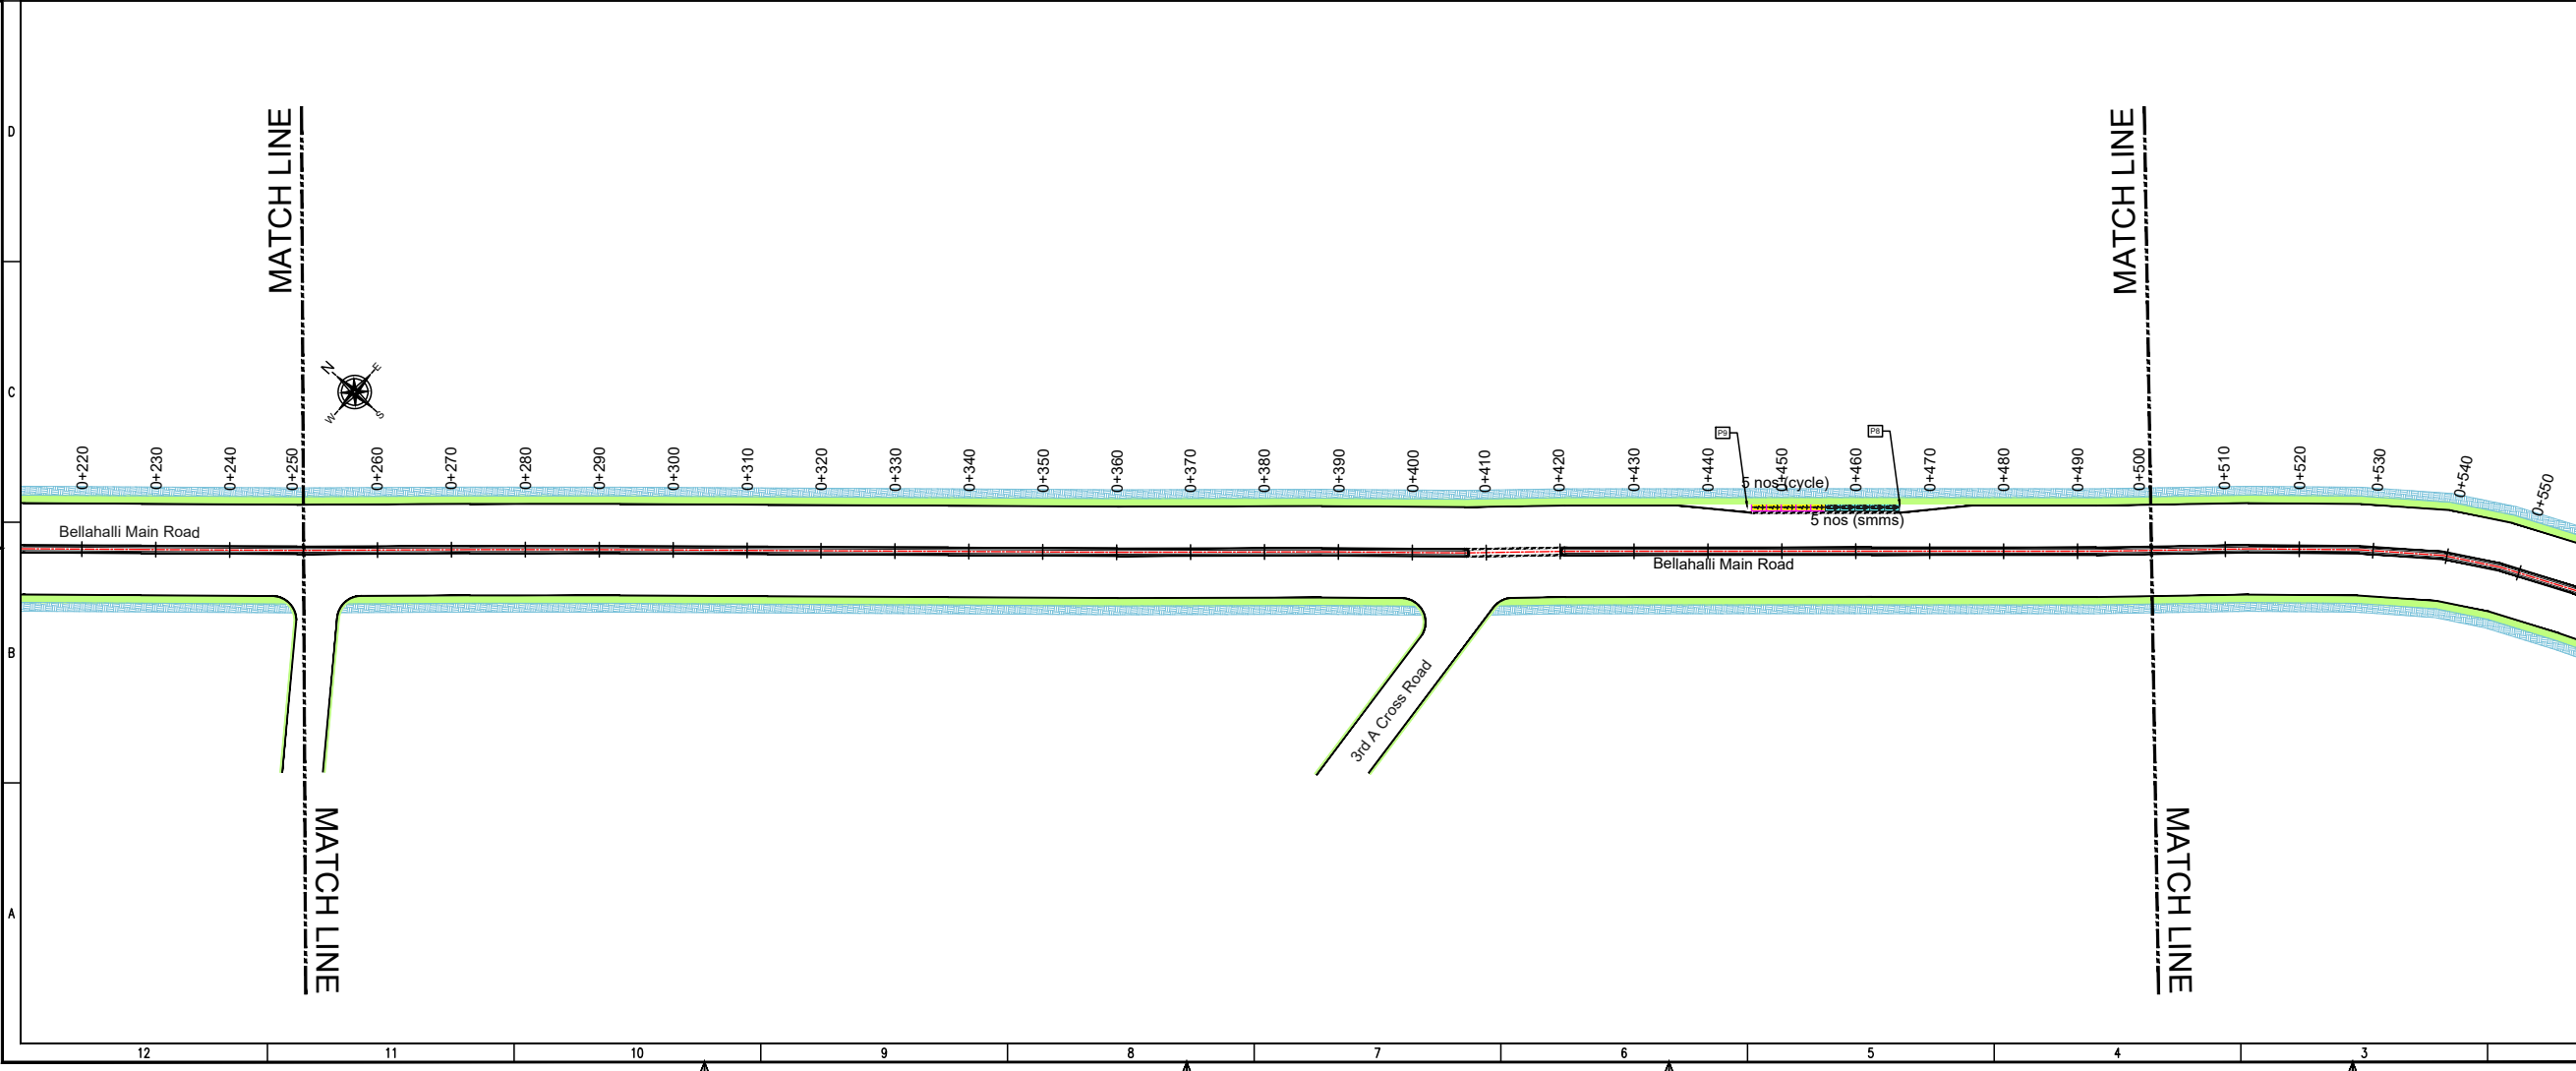 D
MATCH LINE
MATCH LINE
C
N
E
W
S
P9
P8
0+220
0+230
0+240
0+250
0+260
0+270
0+280
0+290
0+300
0+310
0+320
0+330
0+340
0+350
0+360
0+370
0+380
0+390
0+400
0+410
0+420
0+430
0+440
0+450
0+460
0+470
0+480
0+490
0+500
0+510
0+520
0+530
0+540
0+550
5 nos (cycle)
5 nos (smms)
Bellahalli Main Road
Bellahalli Main Road
B
3rd A Cross Road
MATCH LINE
MATCH LINE
A
12
11
10
9
8
7
6
5
4
3